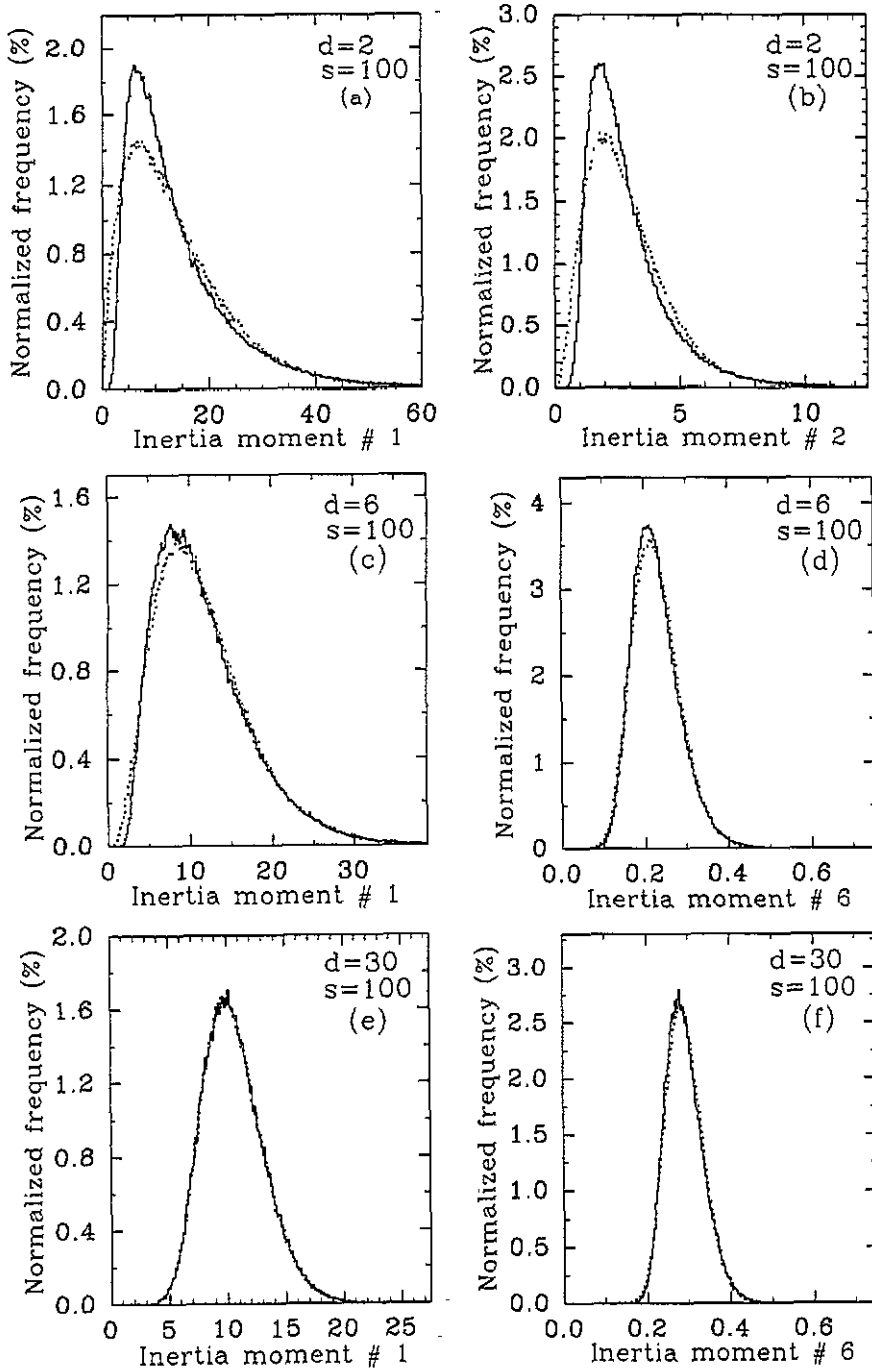 Normalized frequency (%)
2.0
1.6
1.2
0.8
0.4
0.0
d=2
s=100
(a)
0
20
40
60
Inertia moment # 1
Normalized frequency (%)
3.0
2.5
2.0
1.5
1.0
0.5
0.0
d=2
s=100
(b)
0
5
10
Inertia moment # 2
Normalized frequency (%)
1.6
1.2
0.8
0.4
0.0
d=6
s=100
(c)
0
10
20
30
Inertia moment # 1
Normalized frequency (%)
4
3
2
1
0
d=6
s=100
(d)
0.0
0.2
0.4
0.6
Inertia moment # 6
Normalized frequency (%)
2.0
1.6
1.2
0.8
0.4
0.0
d=30
s=100
(e)
0
5
10
15
20
25
Inertia moment # 1
Normalized frequency (%)
3.0
2.5
2.0
1.5
1.0
0.5
0.0
d=30
s=100
(f)
0.0
0.2
0.4
0.6
Inertia moment # 6